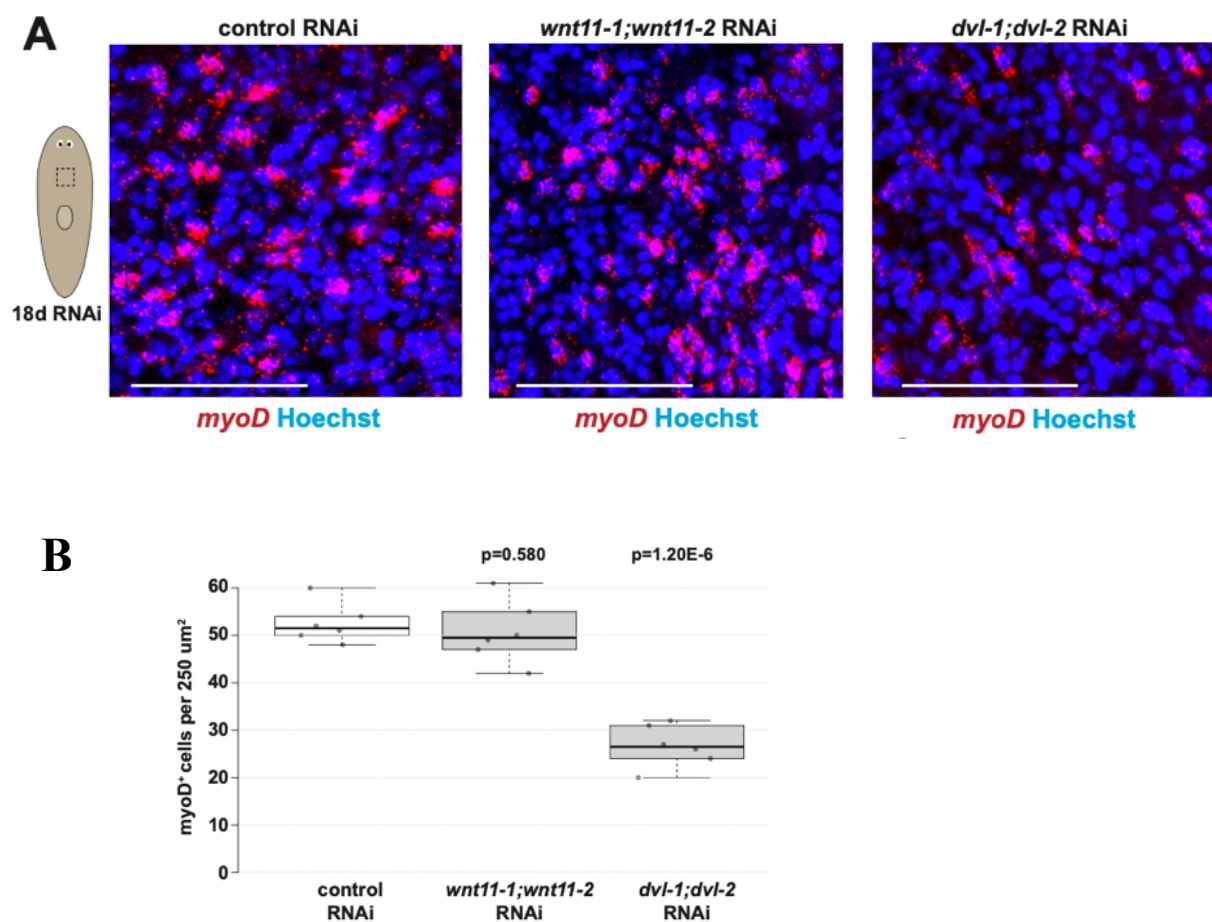 A
control RNAi
wnt11-1;wnt11-2 RNAi
dvl-1;dvl-2 RNAi
18d RNAi
myoD Hoechst
myoD Hoechst
myoD Hoechst
B
p=0.580
p=1.20E-6
myoD+ cells per 250 um²
60
50
40
30
20
10
0
control
RNAi
wnt11-1;wnt11-2
RNAi
dvl-1;dvl-2
RNAi